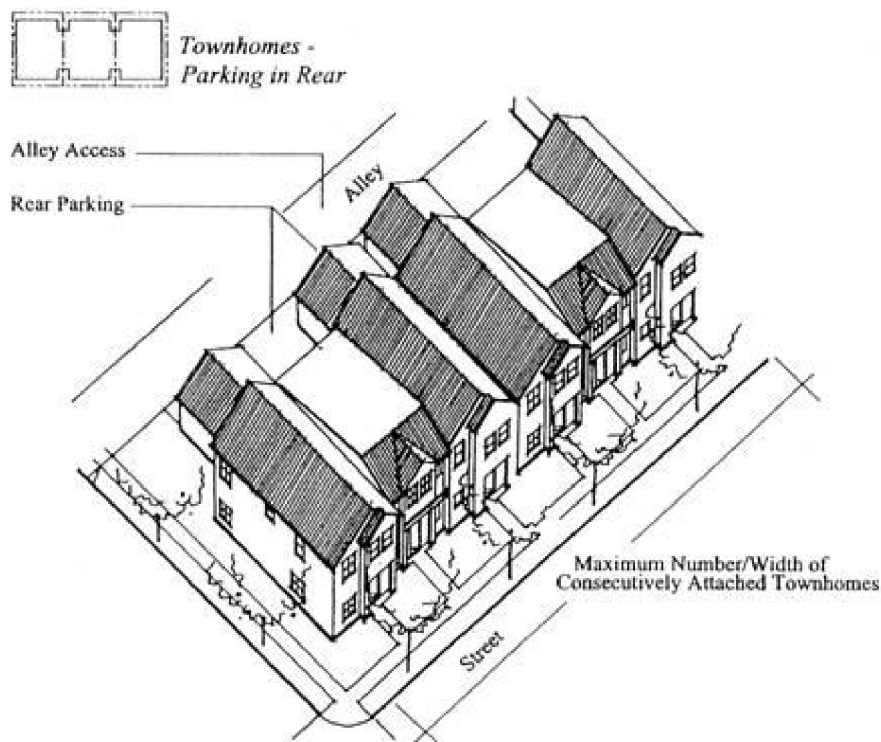 Townhomes -
Parking in Rear
Alley Access
Alley
Rear Parking
Maximum Number/Width of
Consecutively Attached Townhomes
Street